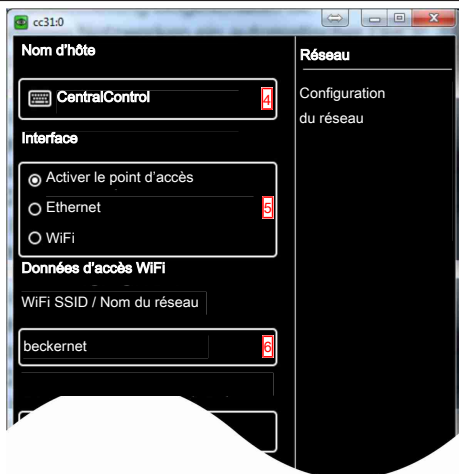 cc31:0
Nom d'hôte
CentralControl
4
Interface
Activer le point d'accès
Ethernet
5
WiFi
Données d'accès WiFi
WiFi SSID / Nom du réseau
beckernet
6
Réseau
Configuration
du réseau